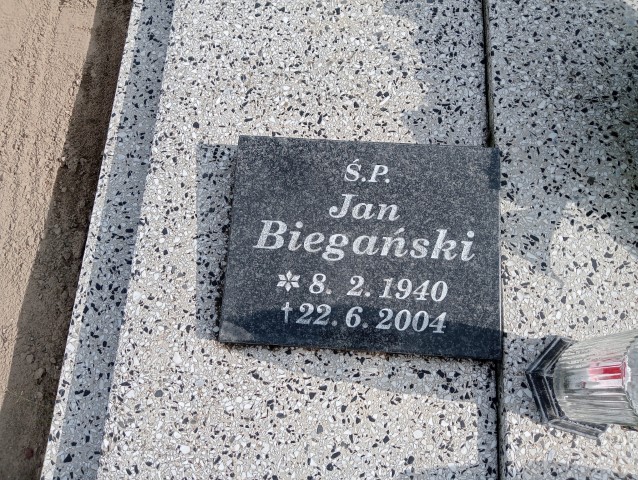 Ś.P.
Jan
Biegański
* 8. 2. 1940
† 22. 6. 2004